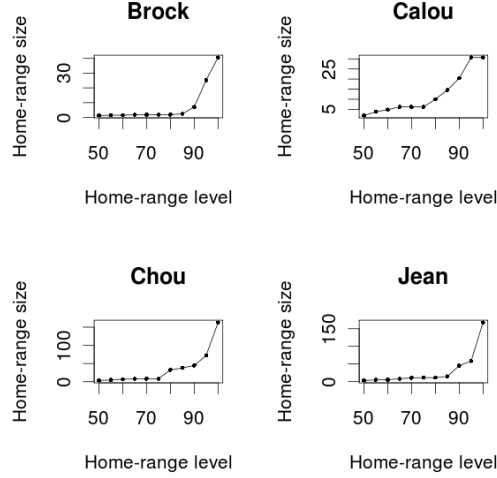 Brock
Home-range size
0 30
50 70 90
Home-range level
Calou
Home-range size
5 25
50 70 90
Home-range level
Chou
Home-range size
0 100
50 70 90
Home-range level
Jean
Home-range size
0 150
50 70 90
Home-range level